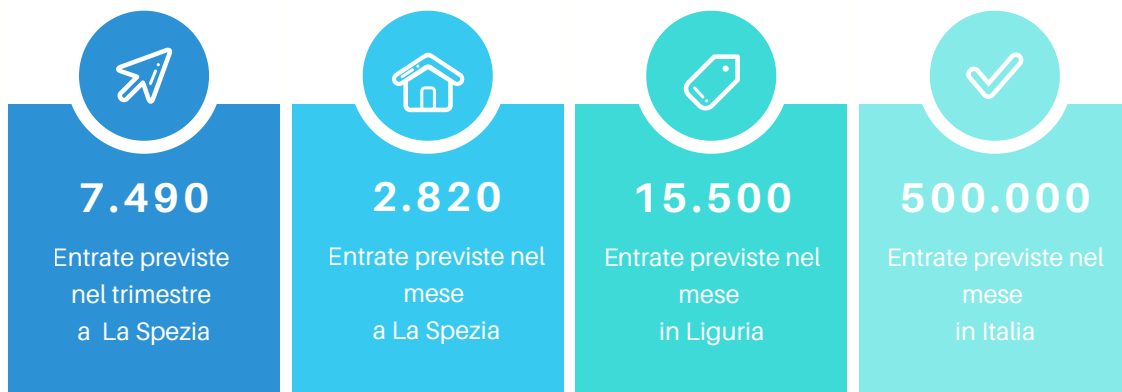 7.490
Entrate previste
nel trimestre
a La Spezia
2.820
Entrate previste nel
mese
a La Spezia
15.500
Entrate previste nel
mese
in Liguria
500.000
Entrate previste nel
mese
in Italia